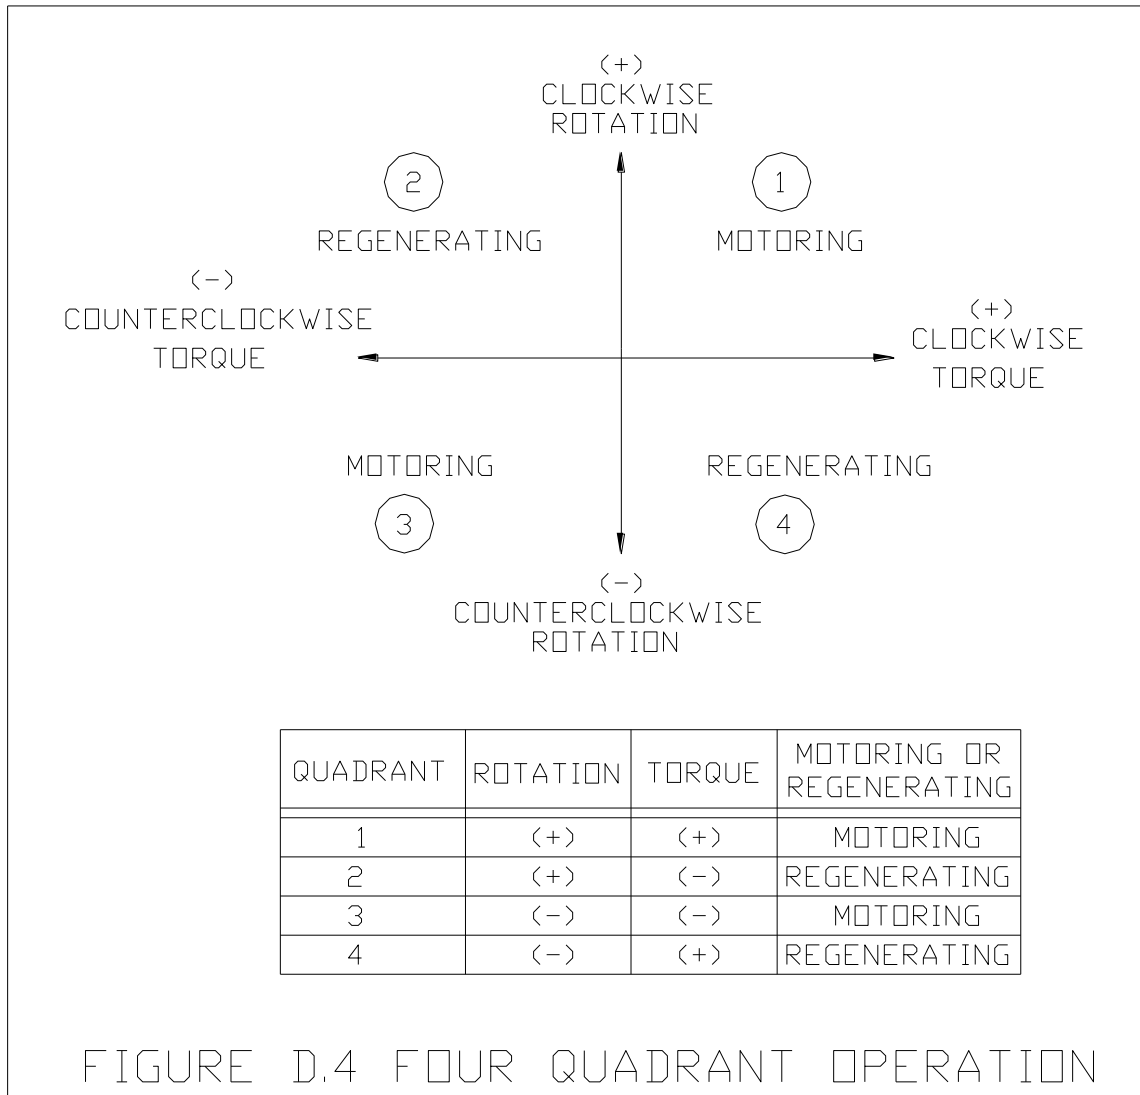 (+)
CLOCKWISE
ROTATION
2
1
REGENERATING
MOTORING
(-)
COUNTERCLOCKWISE
TORQUE
(+)
CLOCKWISE
TORQUE
MOTORING
REGENERATING
3
4
(-)
COUNTERCLOCKWISE
ROTATION
QUADRANT ROTATION TORQUE MOTORING OR REGENERATING
1 (+) (+) MOTORING
2 (+) (-) REGENERATING
3 (-) (-) MOTORING
4 (-) (+) REGENERATING
FIGURE D.4 FOUR QUADRANT OPERATION